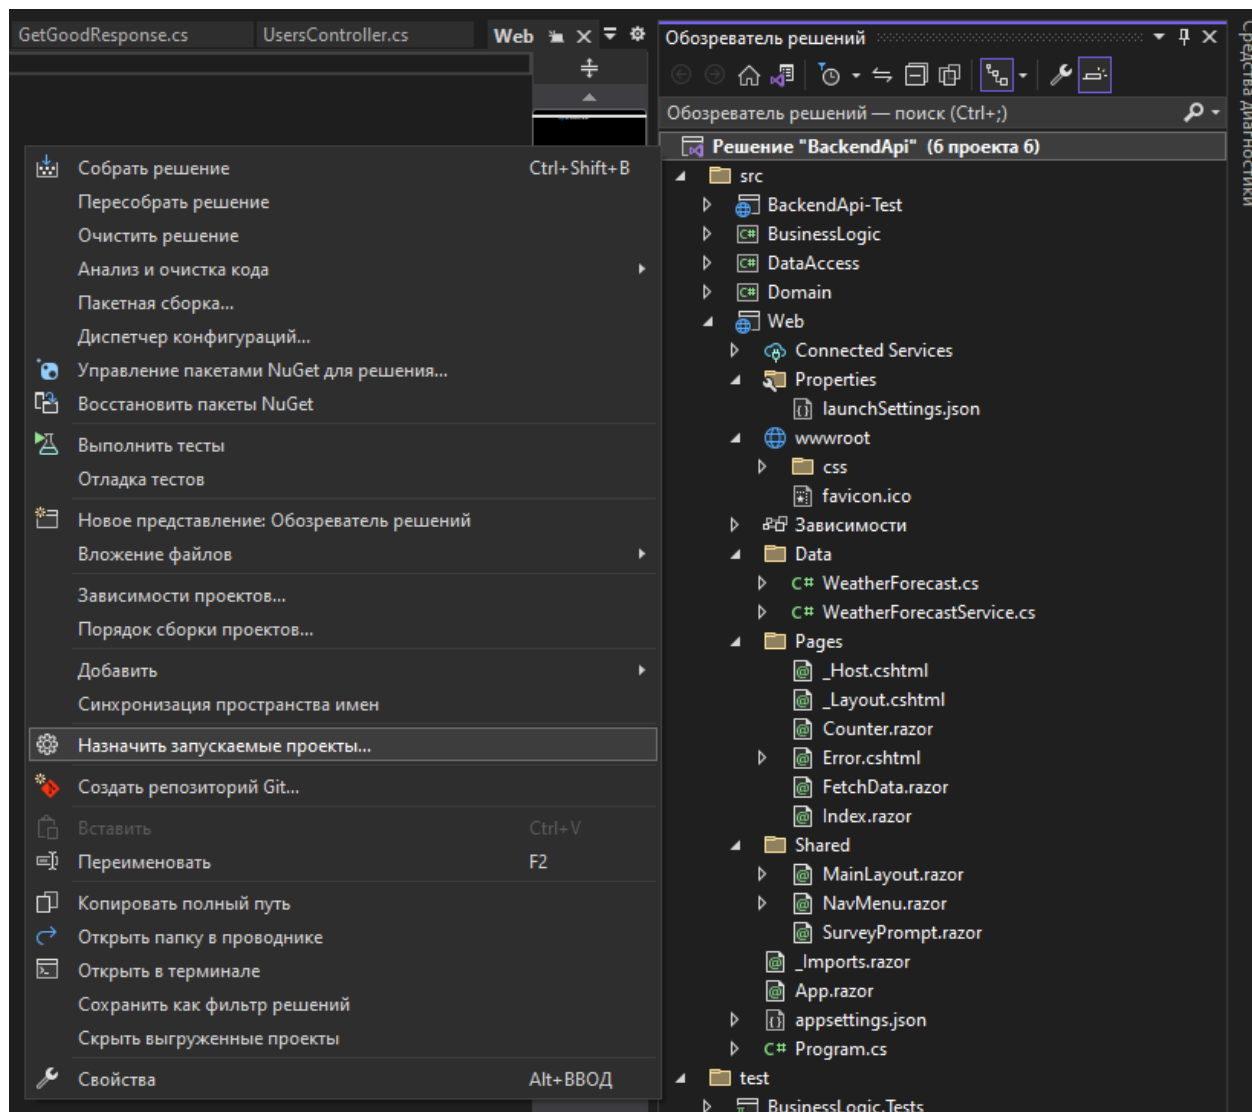 GetGoodResponse.cs
UsersController.cs
Web
Собрать решение Ctrl+Shift+B
Пересобрать решение
Очистить решение
Анализ и очистка кода
Пакетная сборка...
Диспетчер конфигураций...
Управление пакетами NuGet для решения...
Восстановить пакеты NuGet
Выполнить тесты
Отладка тестов
Новое представление: Обозреватель решений
Вложение файлов
Зависимости проектов...
Порядок сборки проектов...
Добавить
Синхронизация пространства имен
Назначить запускаемые проекты...
Создать репозиторий Git...
Вставить Ctrl+V
Переименовать F2
Копировать полный путь
Открыть папку в проводнике
Открыть в терминале
Сохранить как фильтр решений
Скрыть выгруженные проекты
Свойства Alt+ВВОД
Обозреватель решений
Обозреватель решений — поиск (Ctrl+;)
Решение "BackendApi" (6 проекта 6)
src
BackendApi-Test
C# BusinessLogic
C# DataAccess
C# Domain
Web
Connected Services
Properties
launchSettings.json
wwwroot
css
favicon.ico
Зависимости
Data
C# WeatherForecast.cs
C# WeatherForecastService.cs
Pages
_Host.cshtml
_Layout.cshtml
Counter.razor
Error.cshtml
FetchData.razor
Index.razor
Shared
MainLayout.razor
NavMenu.razor
SurveyPrompt.razor
_Imports.razor
App.razor
appsettings.json
C# Program.cs
test
BusinessLogic.Tests
Средства диагностики